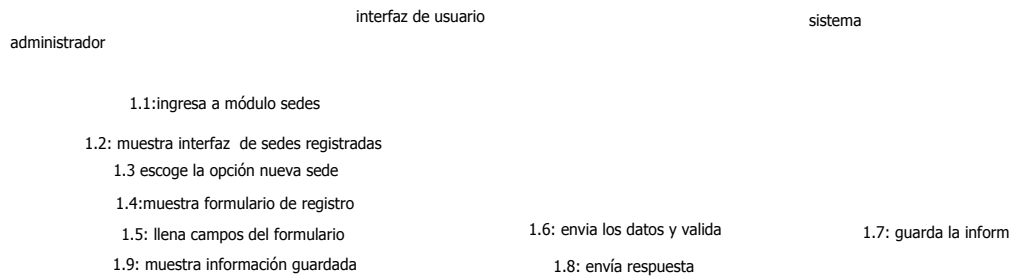 interfaz de usuario
sistema
administrador
1.1:ingresa a módulo sedes
1.2: muestra interfaz de sedes registradas
1.3 escoge la opción nueva sede
1.4:muestra formulario de registro
1.5: llena campos del formulario
1.6: envia los datos y valida
1.7: guarda la inform
1.9: muestra información guardada
1.8: envía respuesta